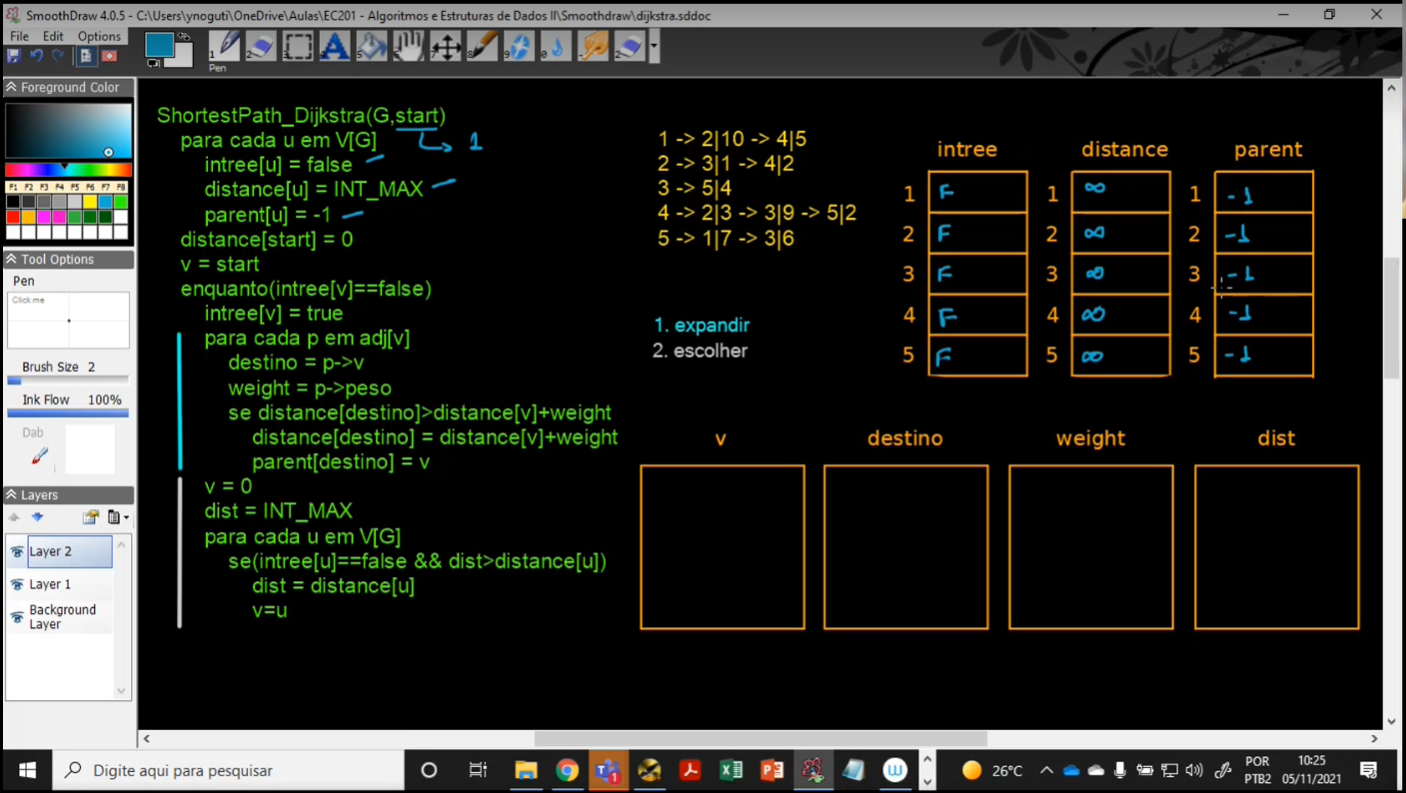 SmoothDraw 4.0.5 - C:\Users\ynoguti\OneDrive\Aulas\EC201 - Algoritmos e Estruturas de Dados II\Smoothdraw\dijkstra.sddoc
File Edit Options
1 2 5 9 0 2
Pen
Foreground Color
F1 F2 F3 F4 F5 F6 F7 F8
Tool Options
Pen
Click me
Brush Size 2
Ink Flow 100%
Dab
Layers
Layer 2
Layer 1
Background Layer
ShortestPath_Dijkstra(G,start)
1
para cada u em V[G]
intree[u] = false
distance[u] = INT_MAX
parent[u] = -1
distance[start] = 0
v = start
enquanto(intree[v]==false)
intree[v] = true
para cada p em adj[v]
destino = p->v
weight = p->peso
se distance[destino]>distance[v]+weight
distance[destino] = distance[v]+weight
parent[destino] = v
v = 0
dist = INT_MAX
para cada u em V[G]
se(intree[u]==false && dist>distance[u])
dist = distance[u]
v=u
1 -> 2|10 -> 4|5
2 -> 3|1 -> 4|2
3 -> 5|4
4 -> 2|3 -> 3|9 -> 5|2
5 -> 1|7 -> 3|6
1. expandir
2. escolher
intree distance parent
1 F 1 ∞ 1 -1
2 F 2 ∞ 2 -1
3 F 3 ∞ 3 -1
4 F 4 ∞ 4 -1
5 F 5 ∞ 5 -1
v destino weight dist
Digite aqui para pesquisar
26°C
POR
PTB2
10:25
05/11/2021